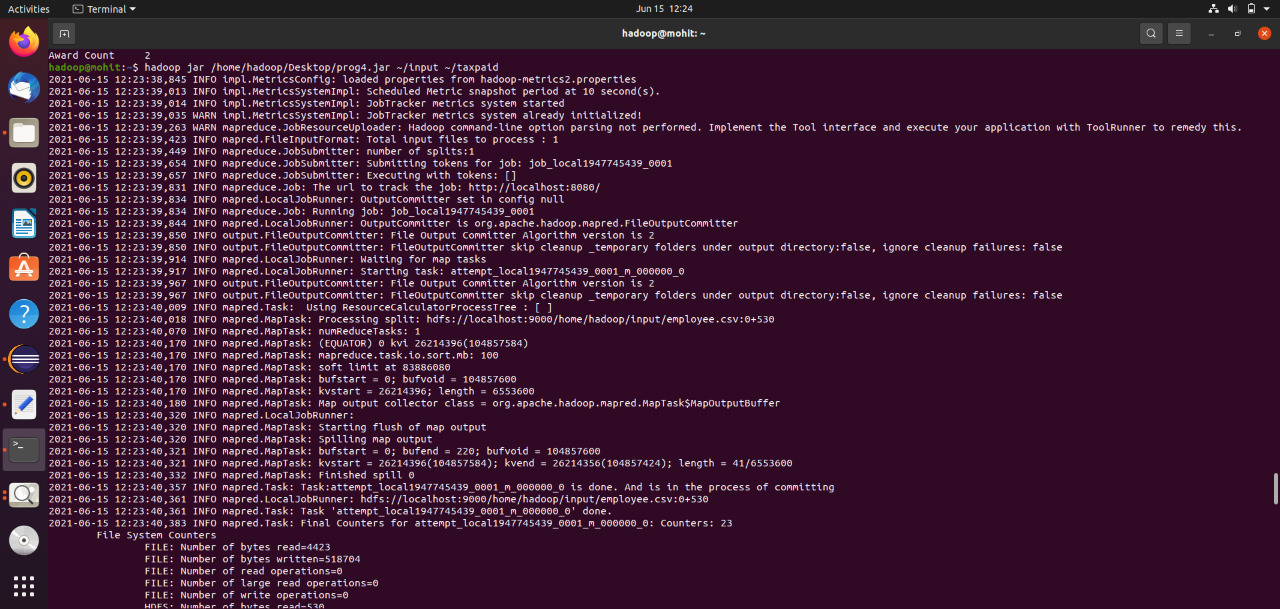 Activities Terminal Jun 15 12:24
hadoop@mohit: ~
Award Count 2
hadoop@mohit:~$ hadoop jar /home/hadoop/Desktop/prog4.jar ~/input ~/taxpaid
2021-06-15 12:23:38,845 INFO impl.MetricsConfig: loaded properties from hadoop-metrics2.properties
2021-06-15 12:23:39,013 INFO impl.MetricsSystemImpl: Scheduled Metric snapshot period at 10 second(s).
2021-06-15 12:23:39,014 INFO impl.MetricsSystemImpl: JobTracker metrics system started
2021-06-15 12:23:39,035 WARN impl.MetricsSystemImpl: JobTracker metrics system already initialized!
2021-06-15 12:23:39,263 WARN mapreduce.JobResourceUploader: Hadoop command-line option parsing not performed. Implement the Tool interface and execute your application with ToolRunner to remedy this.
2021-06-15 12:23:39,423 INFO mapred.FileInputFormat: Total input files to process : 1
2021-06-15 12:23:39,449 INFO mapreduce.JobSubmitter: number of splits:1
2021-06-15 12:23:39,654 INFO mapreduce.JobSubmitter: Submitting tokens for job: job_local1947745439_0001
2021-06-15 12:23:39,657 INFO mapreduce.JobSubmitter: Executing with tokens: []
2021-06-15 12:23:39,831 INFO mapreduce.Job: The url to track the job: http://localhost:8080/
2021-06-15 12:23:39,834 INFO mapred.LocalJobRunner: OutputCommitter set in config null
2021-06-15 12:23:39,834 INFO mapreduce.Job: Running job: job_local1947745439_0001
2021-06-15 12:23:39,844 INFO mapred.LocalJobRunner: OutputCommitter is org.apache.hadoop.mapred.FileOutputCommitter
2021-06-15 12:23:39,850 INFO output.FileOutputCommitter: File Output Committer Algorithm version is 2
2021-06-15 12:23:39,850 INFO output.FileOutputCommitter: FileOutputCommitter skip cleanup _temporary folders under output directory:false, ignore cleanup failures: false
2021-06-15 12:23:39,914 INFO mapred.LocalJobRunner: Waiting for map tasks
2021-06-15 12:23:39,917 INFO mapred.LocalJobRunner: Starting task: attempt_local1947745439_0001_m_000000_0
2021-06-15 12:23:39,967 INFO output.FileOutputCommitter: File Output Committer Algorithm version is 2
2021-06-15 12:23:39,967 INFO output.FileOutputCommitter: FileOutputCommitter skip cleanup _temporary folders under output directory:false, ignore cleanup failures: false
2021-06-15 12:23:40,009 INFO mapred.Task:  Using ResourceCalculatorProcessTree : [ ]
2021-06-15 12:23:40,018 INFO mapred.MapTask: Processing split: hdfs://localhost:9000/home/hadoop/input/employee.csv:0+530
2021-06-15 12:23:40,070 INFO mapred.MapTask: numReduceTasks: 1
2021-06-15 12:23:40,170 INFO mapred.MapTask: (EQUATOR) 0 kvi 26214396(104857584)
2021-06-15 12:23:40,170 INFO mapred.MapTask: mapreduce.task.io.sort.mb: 100
2021-06-15 12:23:40,170 INFO mapred.MapTask: soft limit at 83886080
2021-06-15 12:23:40,170 INFO mapred.MapTask: bufstart = 0; bufvoid = 104857600
2021-06-15 12:23:40,170 INFO mapred.MapTask: kvstart = 26214396; length = 6553600
2021-06-15 12:23:40,180 INFO mapred.MapTask: Map output collector class = org.apache.hadoop.mapred.MapTask$MapOutputBuffer
2021-06-15 12:23:40,320 INFO mapred.LocalJobRunner:
2021-06-15 12:23:40,320 INFO mapred.MapTask: Starting flush of map output
2021-06-15 12:23:40,320 INFO mapred.MapTask: Spilling map output
2021-06-15 12:23:40,321 INFO mapred.MapTask: bufstart = 0; bufend = 220; bufvoid = 104857600
2021-06-15 12:23:40,321 INFO mapred.MapTask: kvstart = 26214396(104857584); kvend = 26214356(104857424); length = 41/6553600
2021-06-15 12:23:40,332 INFO mapred.MapTask: Finished spill 0
2021-06-15 12:23:40,357 INFO mapred.Task: Task:attempt_local1947745439_0001_m_000000_0 is done. And is in the process of committing
2021-06-15 12:23:40,361 INFO mapred.LocalJobRunner: hdfs://localhost:9000/home/hadoop/input/employee.csv:0+530
2021-06-15 12:23:40,361 INFO mapred.Task: Task 'attempt_local1947745439_0001_m_000000_0' done.
2021-06-15 12:23:40,383 INFO mapred.Task: Final Counters for attempt_local1947745439_0001_m_000000_0: Counters: 23
File System Counters
FILE: Number of bytes read=4423
FILE: Number of bytes written=518704
FILE: Number of read operations=0
FILE: Number of large read operations=0
FILE: Number of write operations=0
HDFS: Number of bytes read=530